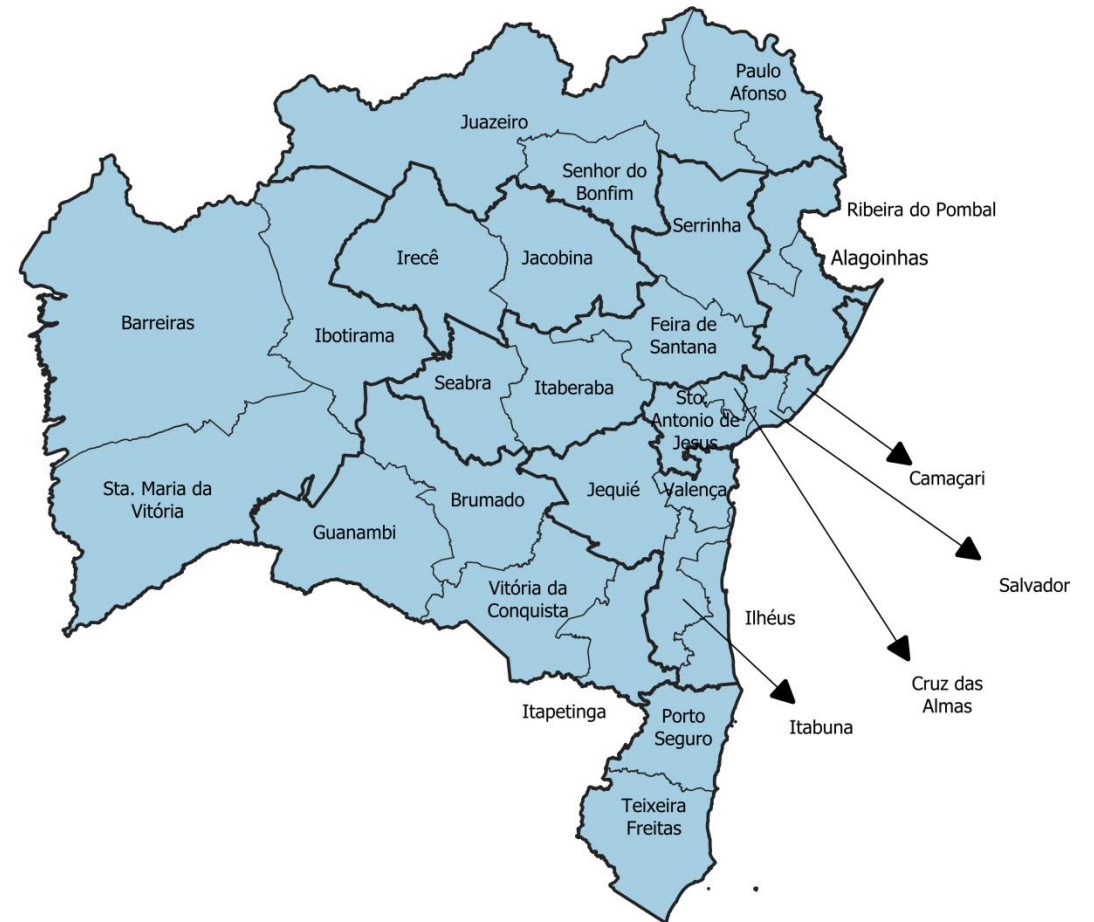 Paulo
Afonso
Juazeiro
Senhor do
Bonfim
Ribeira do Pombal
Serrinha
Irecê
Jacobina
Alagoinhas
Barreiras
Ibotirama
Feira de
Santana
Seabra
Itaberaba
Sto.
Antonio de
Jesus
Camaçari
Sta. Maria da
Vitória
Brumado
Jequié
Valença
Guanambi
Salvador
Vitória da
Conquista
Ilhéus
Cruz das
Almas
Itapetinga
Porto
Seguro
Itabuna
Teixeira
Freitas